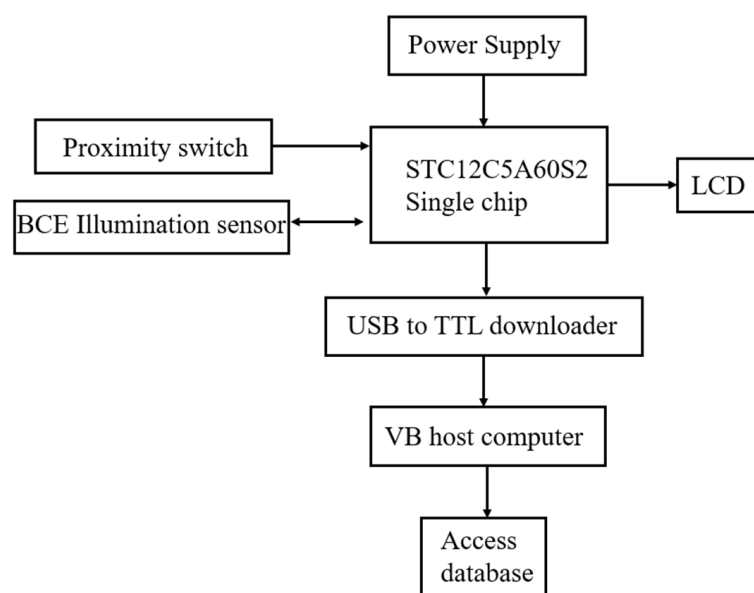 Power Supply
Proximity switch
STC12C5A60S2
Single chip
LCD
BCE Illumination sensor
USB to TTL downloader
VB host computer
Access
database